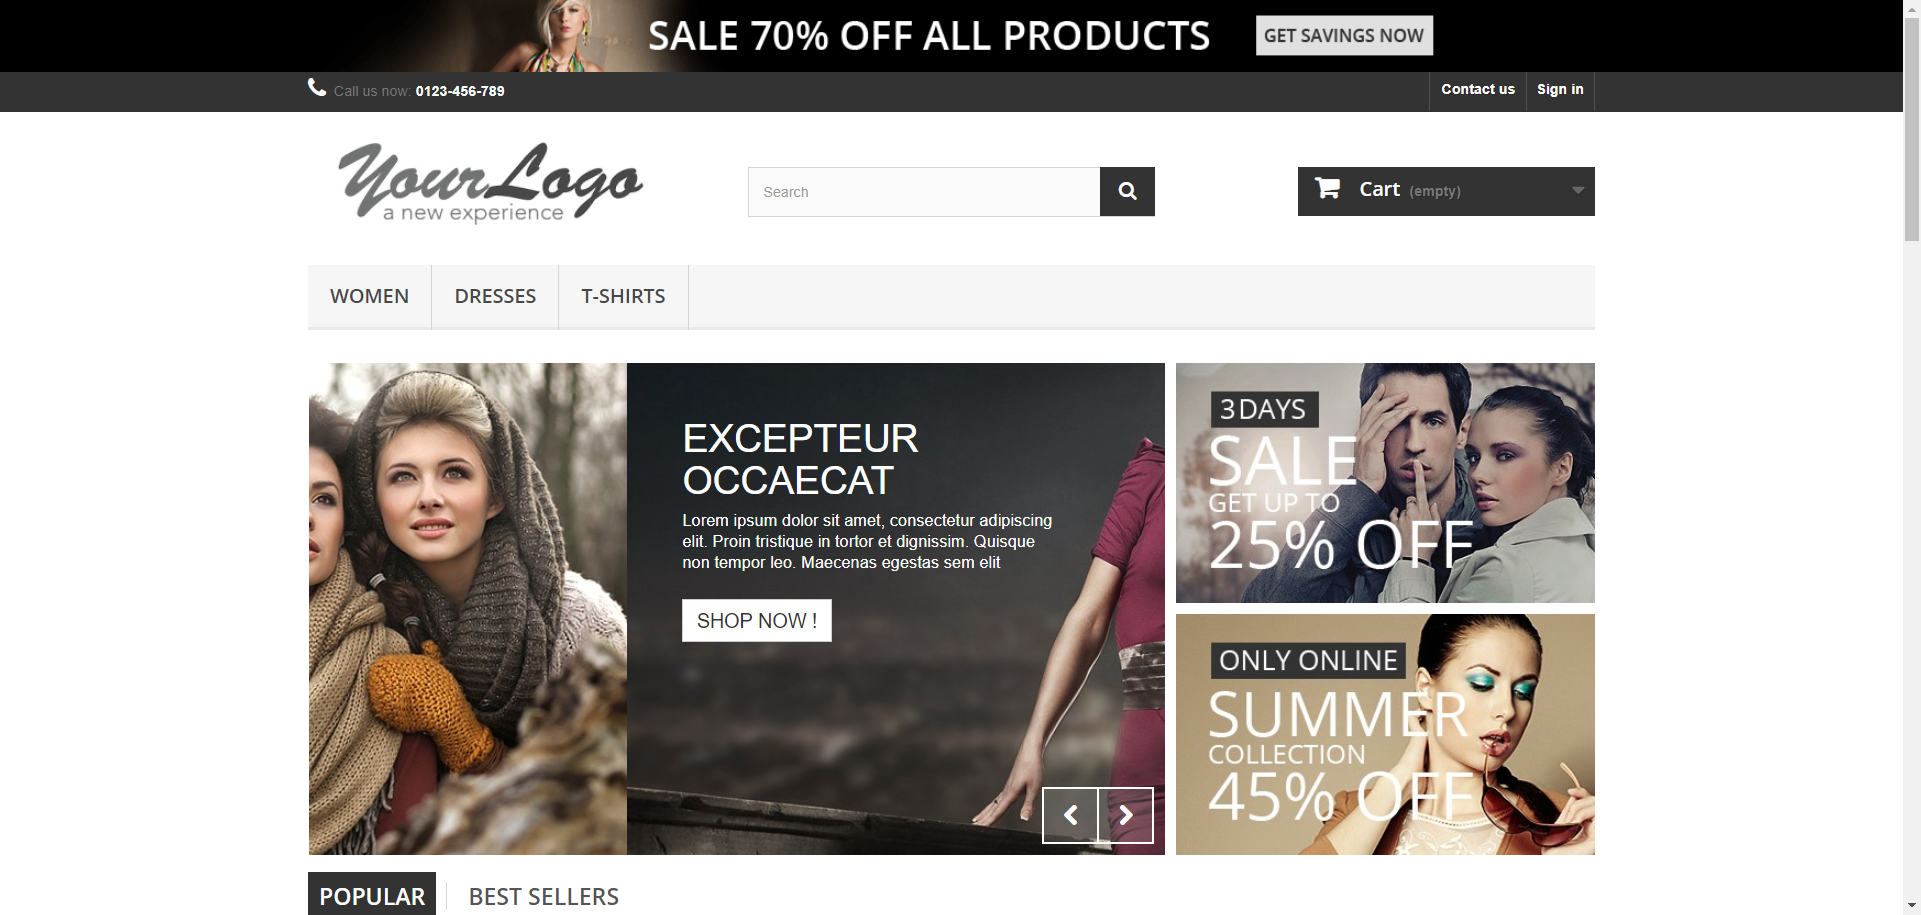 SALE 70% OFF ALL PRODUCTS
GET SAVINGS NOW
Call us now: 0123-456-789
Contact us
Sign in
YourLogo
a new experience
Search
Cart (empty)
WOMEN
DRESSES
T-SHIRTS
EXCEPTEUR
OCCAECAT
Lorem ipsum dolor sit amet, consectetur adipiscing
elit. Proin tristique in tortor et dignissim. Quisque
non tempor leo. Maecenas egestas sem elit
SHOP NOW !
3 DAYS
SALE
GET UP TO
25% OFF
ONLY ONLINE
SUMMER
COLLECTION
45% OFF
POPULAR
BEST SELLERS